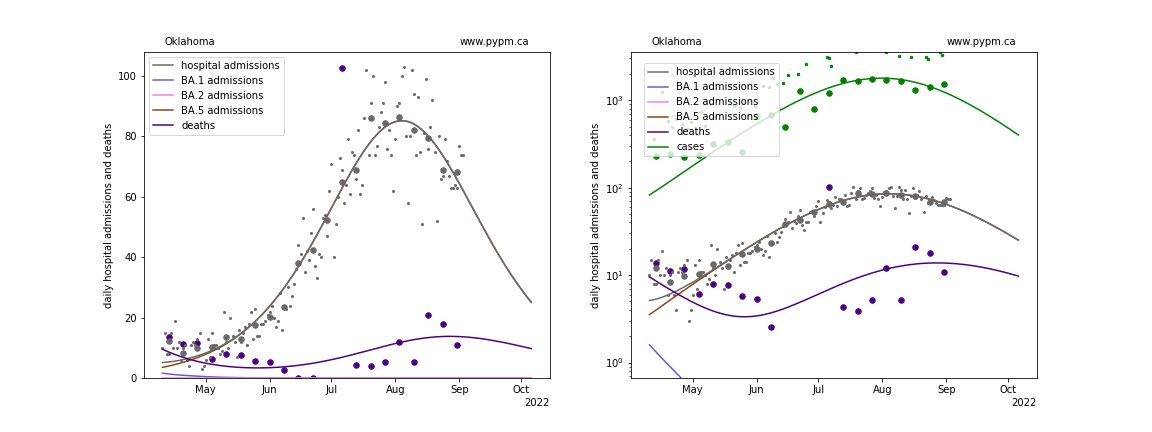 Oklahoma www.pypm.ca
daily hospital admissions and deaths
100
80
60
40
20
0
hospital admissions
BA.1 admissions
BA.2 admissions
BA.5 admissions
deaths
May Jun Jul Aug Sep Oct
2022
Oklahoma www.pypm.ca
daily hospital admissions and deaths
10³
10²
10¹
10⁰
hospital admissions
BA.1 admissions
BA.2 admissions
BA.5 admissions
deaths
cases
May Jun Jul Aug Sep Oct
2022